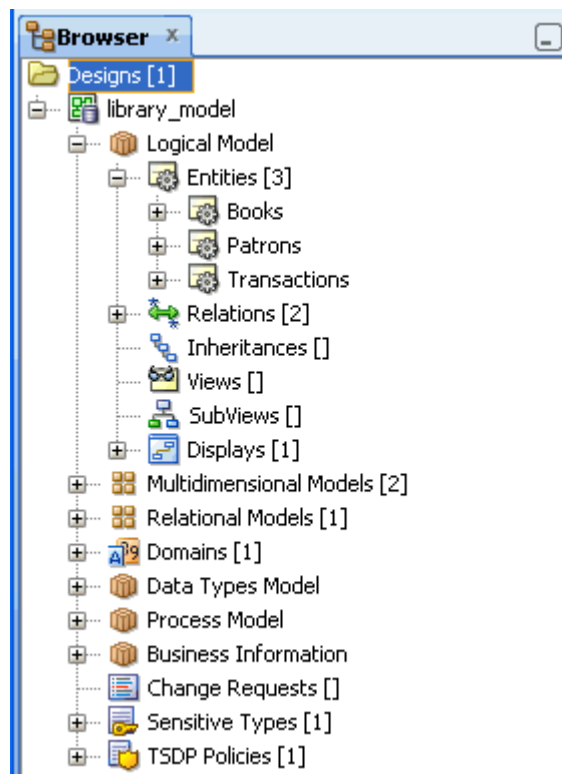 Browser x
Designs [1]
library_model
Logical Model
Entities [3]
Books
Patrons
Transactions
Relations [2]
Inheritances []
Views []
SubViews []
Displays [1]
Multidimensional Models [2]
Relational Models [1]
Domains [1]
Data Types Model
Process Model
Business Information
Change Requests []
Sensitive Types [1]
TSDP Policies [1]